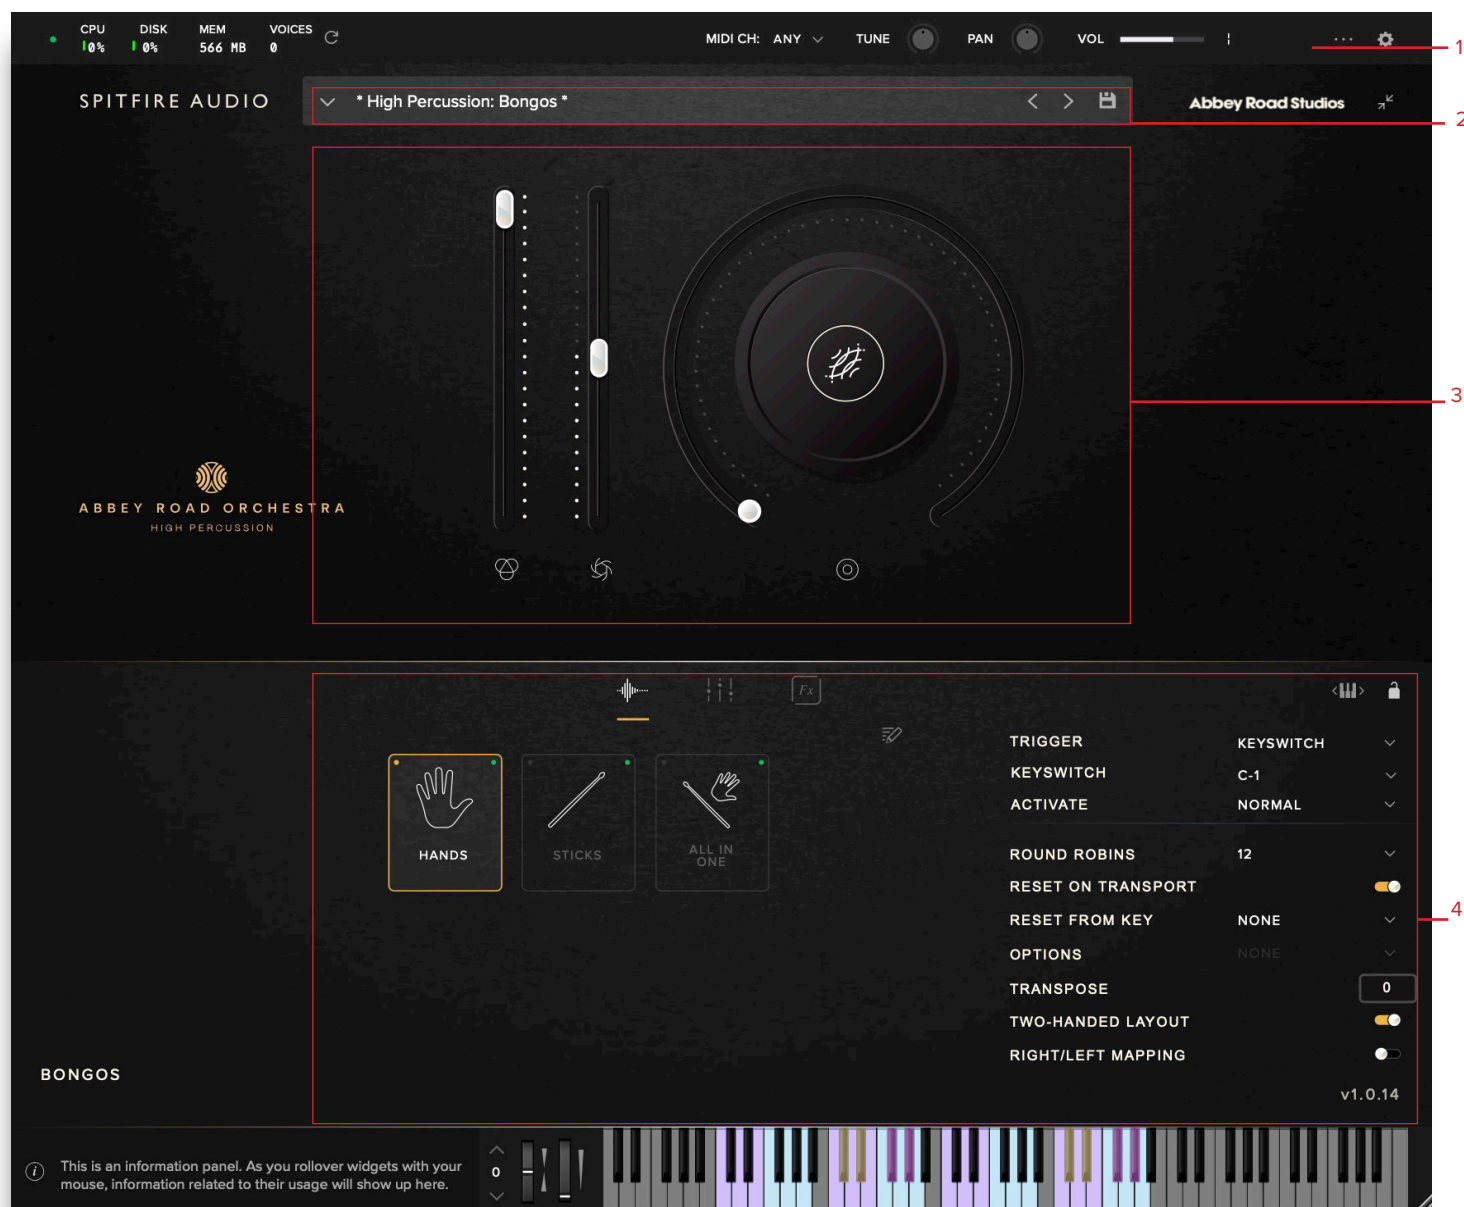 CPU DISK MEM VOICES
0% 0% 566 MB 0
MIDI CH: ANY TUNE PAN VOL
1
SPITFIRE AUDIO
* High Percussion: Bongos *
Abbey Road Studios
2
3
ABBEY ROAD ORCHESTRA
HIGH PERCUSSION
Fx
TRIGGER KEYSWITCH
KEYSWITCH C-1
ACTIVATE NORMAL
HANDS
STICKS
ALL IN
ONE
ROUND ROBINS 12
RESET ON TRANSPORT
RESET FROM KEY NONE
4
OPTIONS NONE
TRANSPOSE 0
TWO-HANDED LAYOUT
RIGHT/LEFT MAPPING
BONGOS
v1.0.14
i
This is an information panel. As you rollover widgets with your
mouse, information related to their usage will show up here.
0